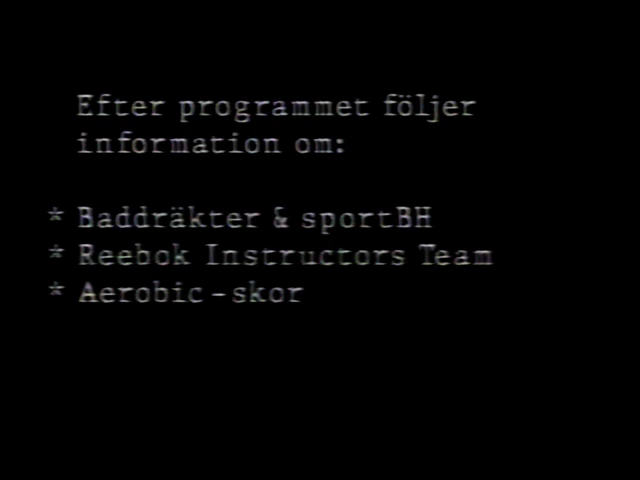 Efter programmet följer
information om:
* Baddräkter & sportBH
* Reebok Instructors Team
* Aerobic-skor